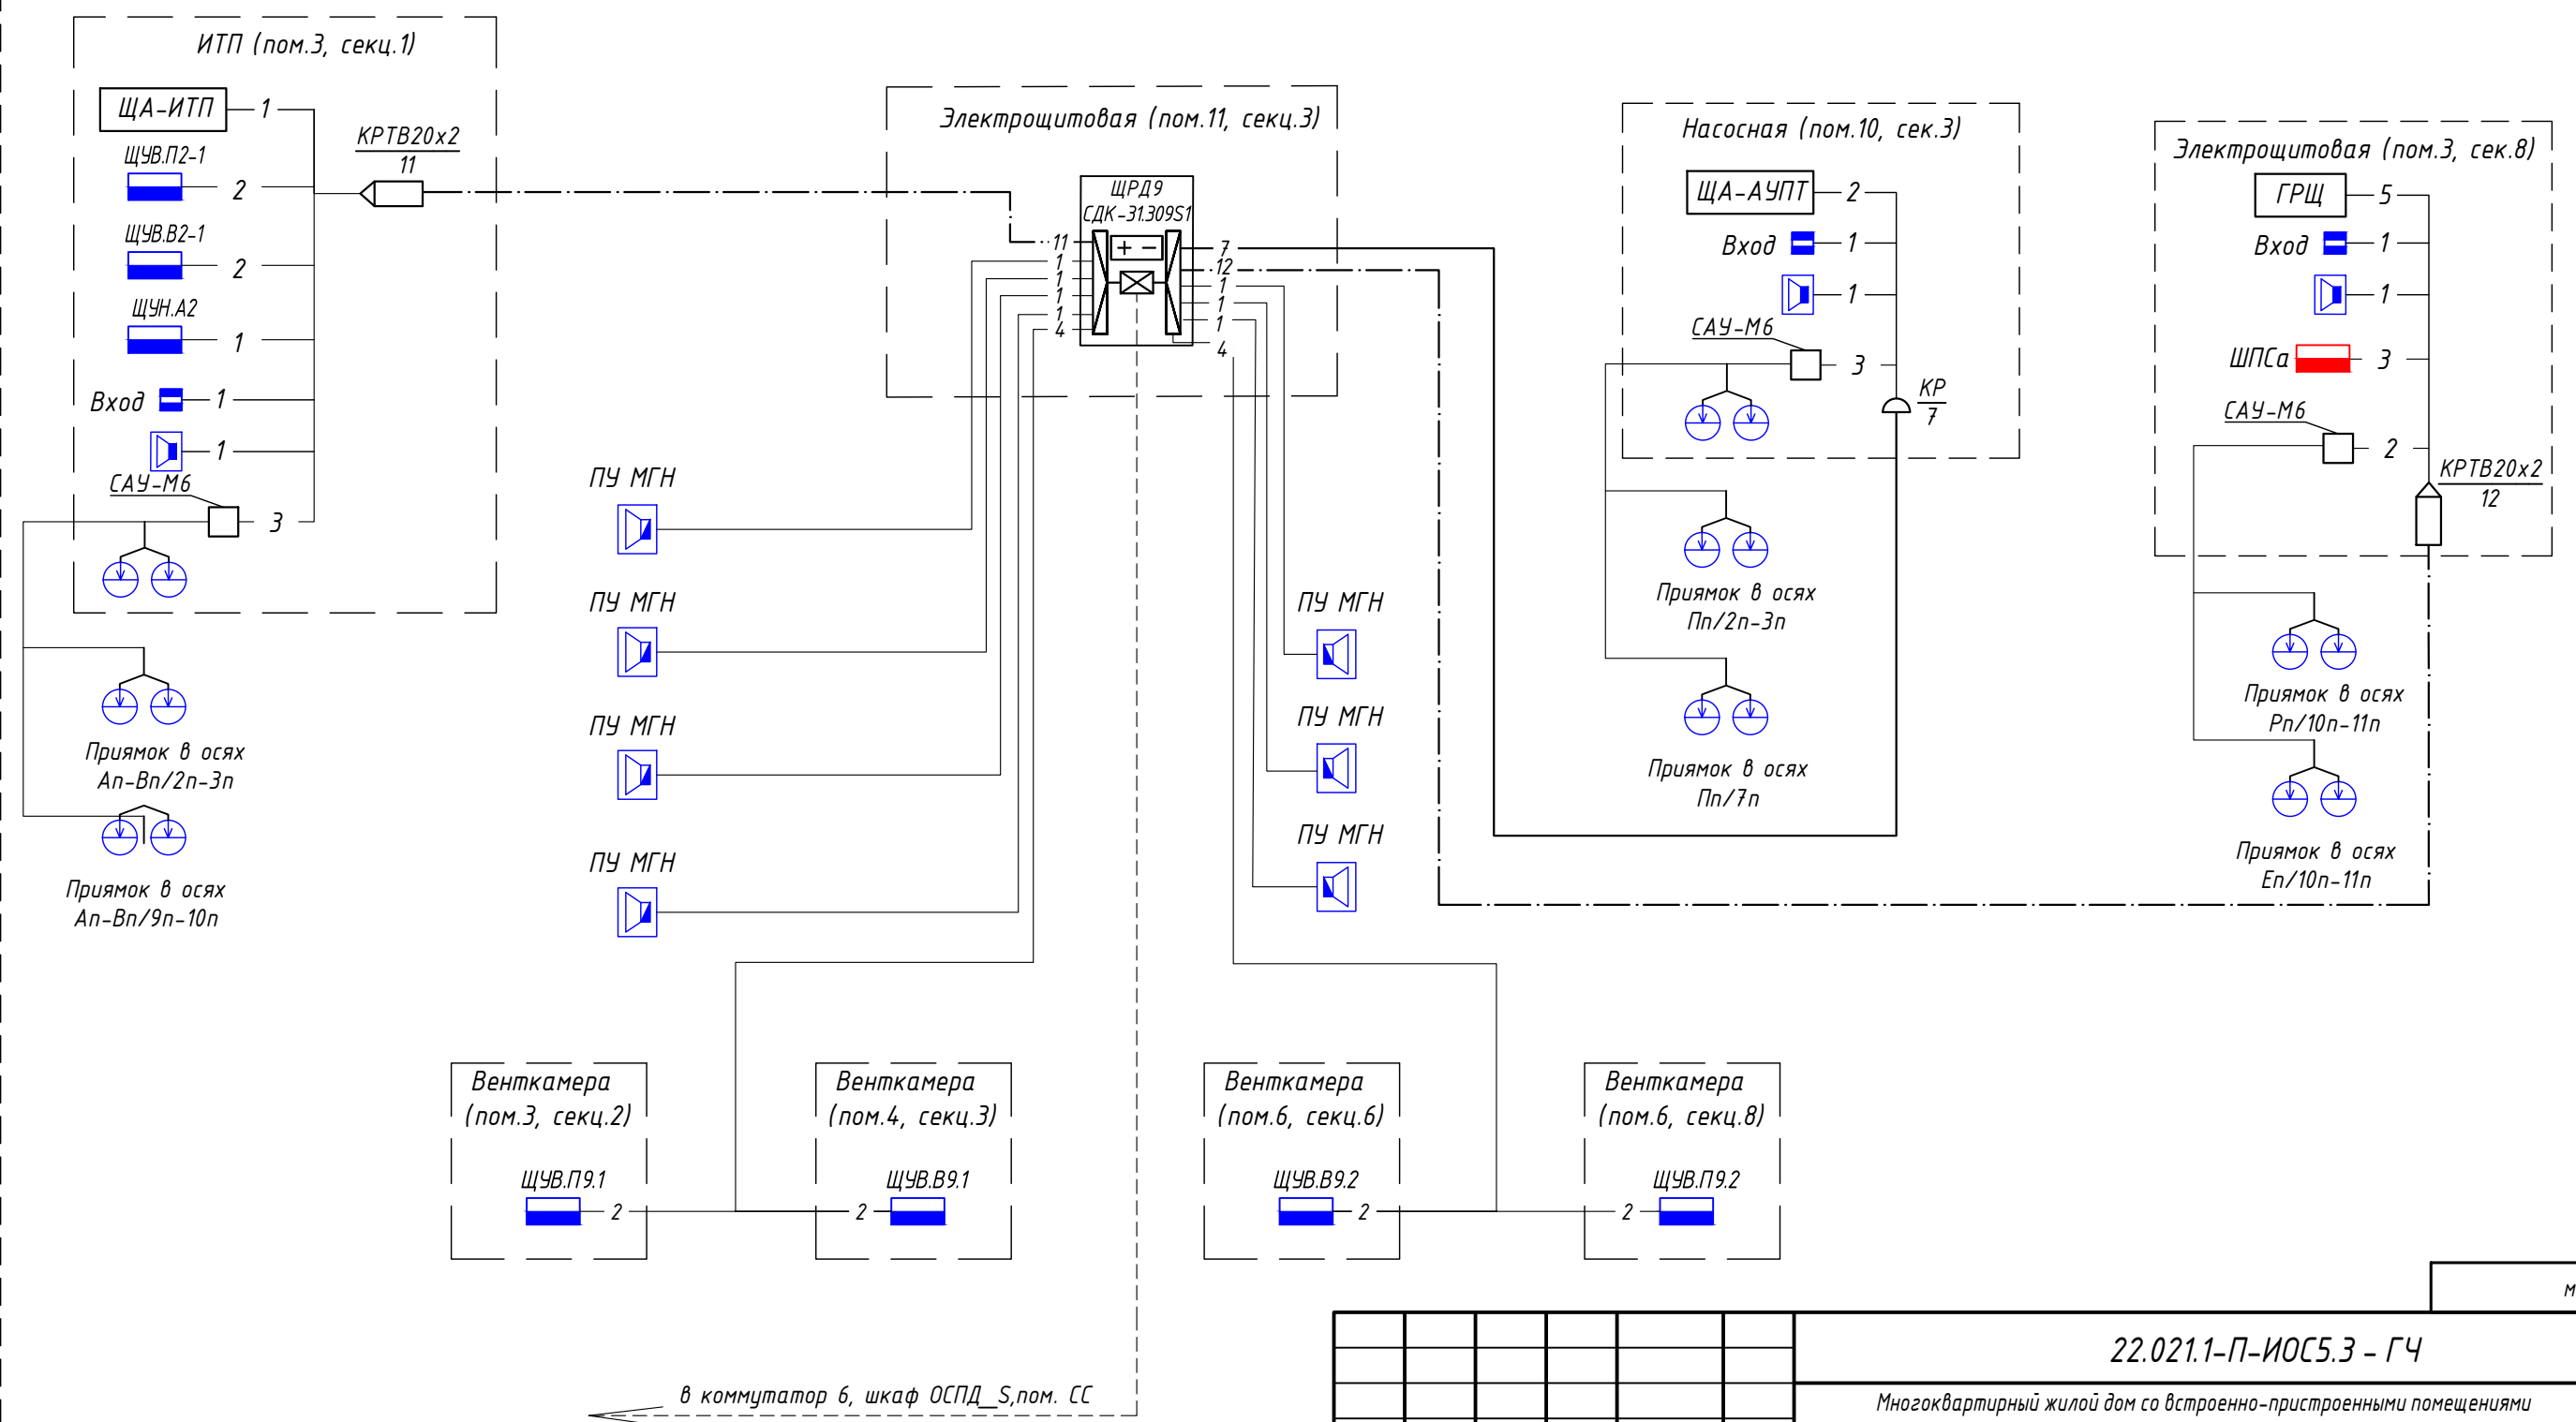 ИТП (пом.3, секц.1)
ЩА-ИТП
1
КРТВ20х2
11
ЩУВ.П2-1
2
ЩУВ.В2-1
2
ЩУН.А2
1
Вход
1
1
САУ-М6
3
Приямок в осях
Ап-Вп/2п-3п
Приямок в осях
Ап-Вп/9п-10п
Электрощитовая (пом.11, секц.3)
ЩРД9
СДК-31.309S1
+ -
11
1
1
1
1
4
7
12
1
1
1
4
ПУ МГН
ПУ МГН
ПУ МГН
ПУ МГН
ПУ МГН
ПУ МГН
ПУ МГН
Насосная (пом.10, сек.3)
ЩА-АУПТ
2
Вход
1
1
САУ-М6
3
КР
7
Приямок в осях
Пп/2п-3п
Приямок в осях
Пп/7п
Электрощитовая (пом.3, сек.8)
ГРЩ
5
Вход
1
1
ШПСа
3
САУ-М6
2
КРТВ20х2
12
Приямок в осях
Рп/10п-11п
Приямок в осях
Еп/10п-11п
Венткамера
(пом.3, секц.2)
ЩУВ.П9.1
2
Венткамера
(пом.4, секц.3)
ЩУВ.В9.1
2
Венткамера
(пом.6, секц.6)
ЩУВ.В9.2
2
Венткамера
(пом.6, секц.8)
ЩУВ.П9.2
2
в коммутатор 6, шкаф ОСПД_S,пом. СС
22.021.1-П-ИОС5.3 - ГЧ
Многоквартирный жилой дом со встроенно-пристроенными помещениями